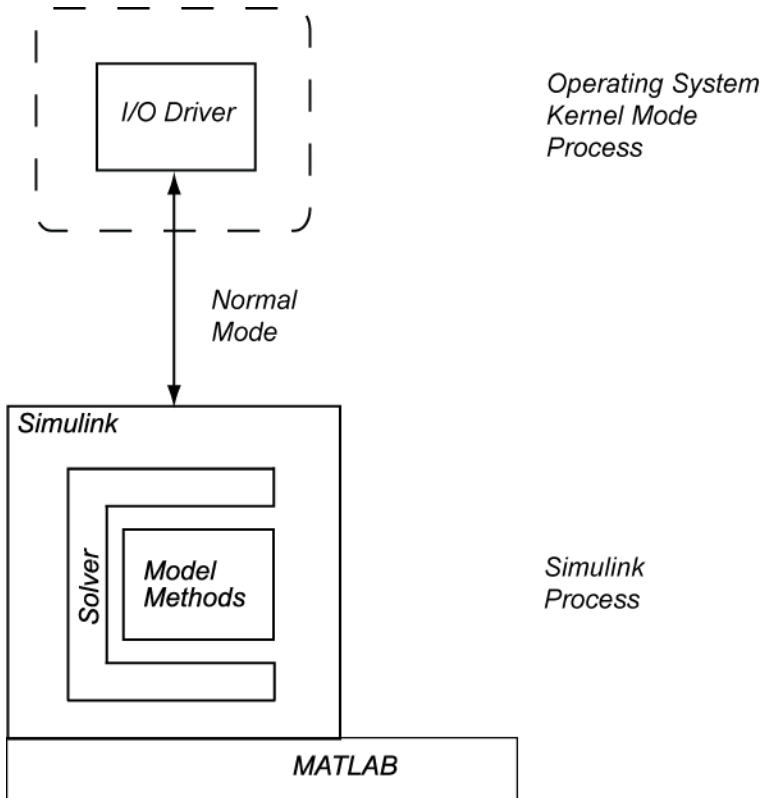 I/O Driver
Operating System
Kernel Mode
Process
Normal
Mode
Simulink
Solver
Model
Methods
Simulink
Process
MATLAB